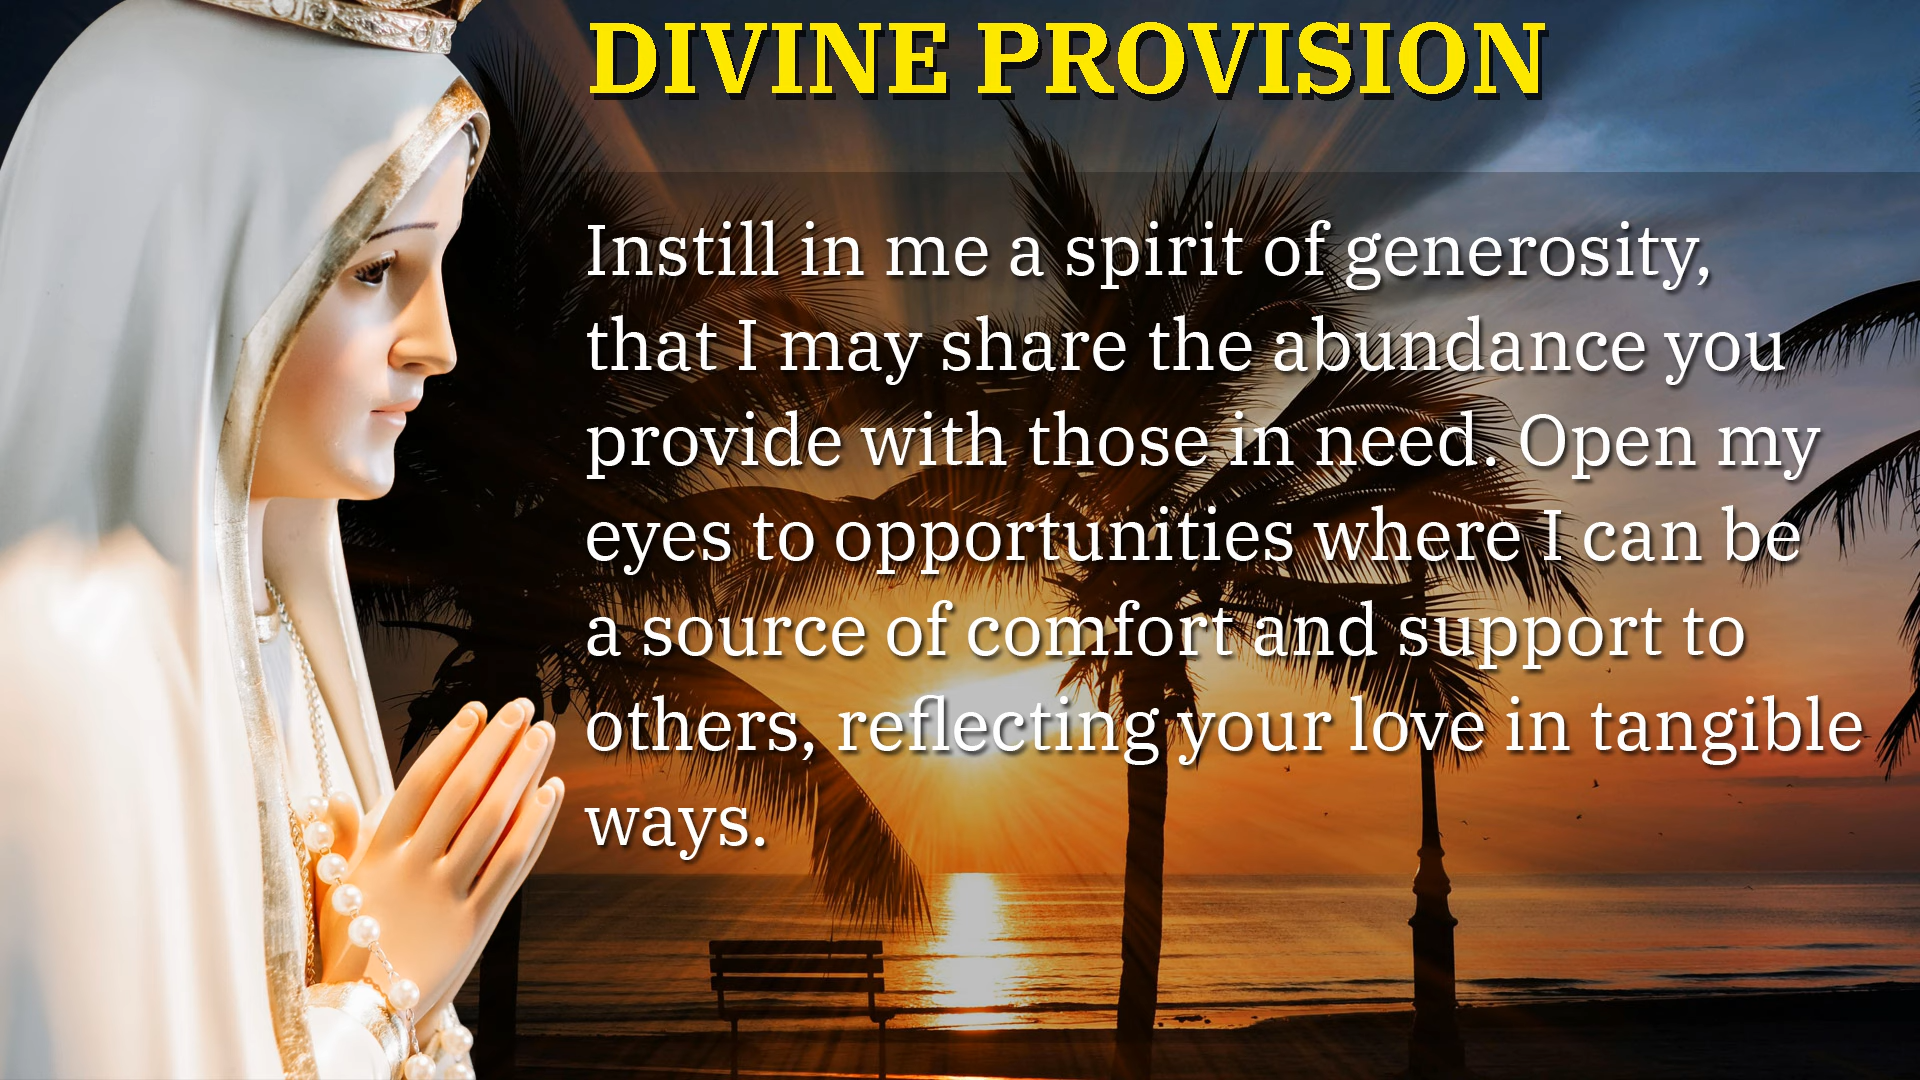 DIVINE PROVISION
Instill in me a spirit of generosity,
that I may share the abundance you
provide with those in need. Open my
eyes to opportunities where I can be
a source of comfort and support to
others, reflecting your love in tangible
ways.